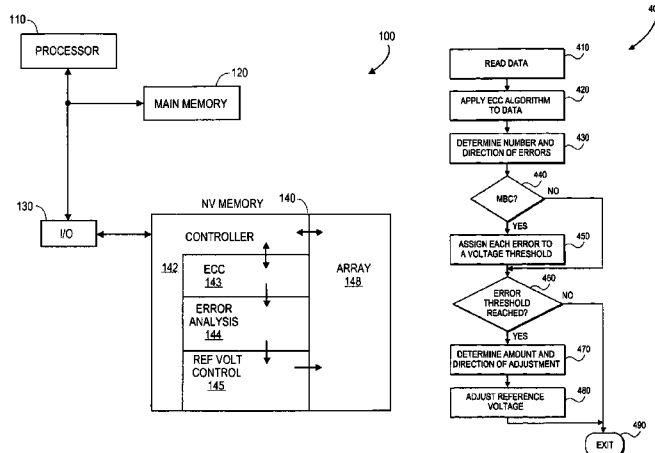 110
PROCESSOR
100
120
MAIN MEMORY
130
I/O
NV MEMORY
140
CONTROLLER
142
ECC
143
ERROR
ANALYSIS
144
REF VOLT
CONTROL
145
ARRAY
148
40
READ DATA
410
APPLY ECC ALGORITHM
TO DATA
420
DETERMINE NUMBER AND
DIRECTION OF ERRORS
430
440
MBC?
NO
YES
ASSIGN EACH ERROR TO
A VOLTAGE THRESHOLD
450
460
ERROR
THRESHOLD
REACHED?
NO
YES
DETERMINE AMOUNT AND
DIRECTION OF ADJUSTMENT
470
ADJUST REFERENCE
VOLTAGE
480
490
EXIT